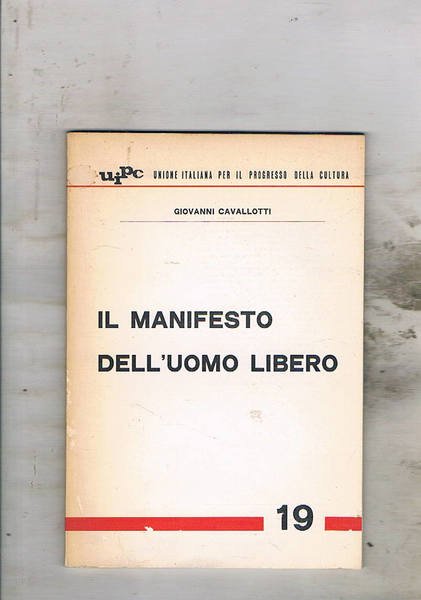 uipc UNIONE ITALIANA PER IL PROGRESSO DELLA CULTURA
GIOVANNI CAVALLOTTI
IL MANIFESTO
DELL'UOMO LIBERO
19